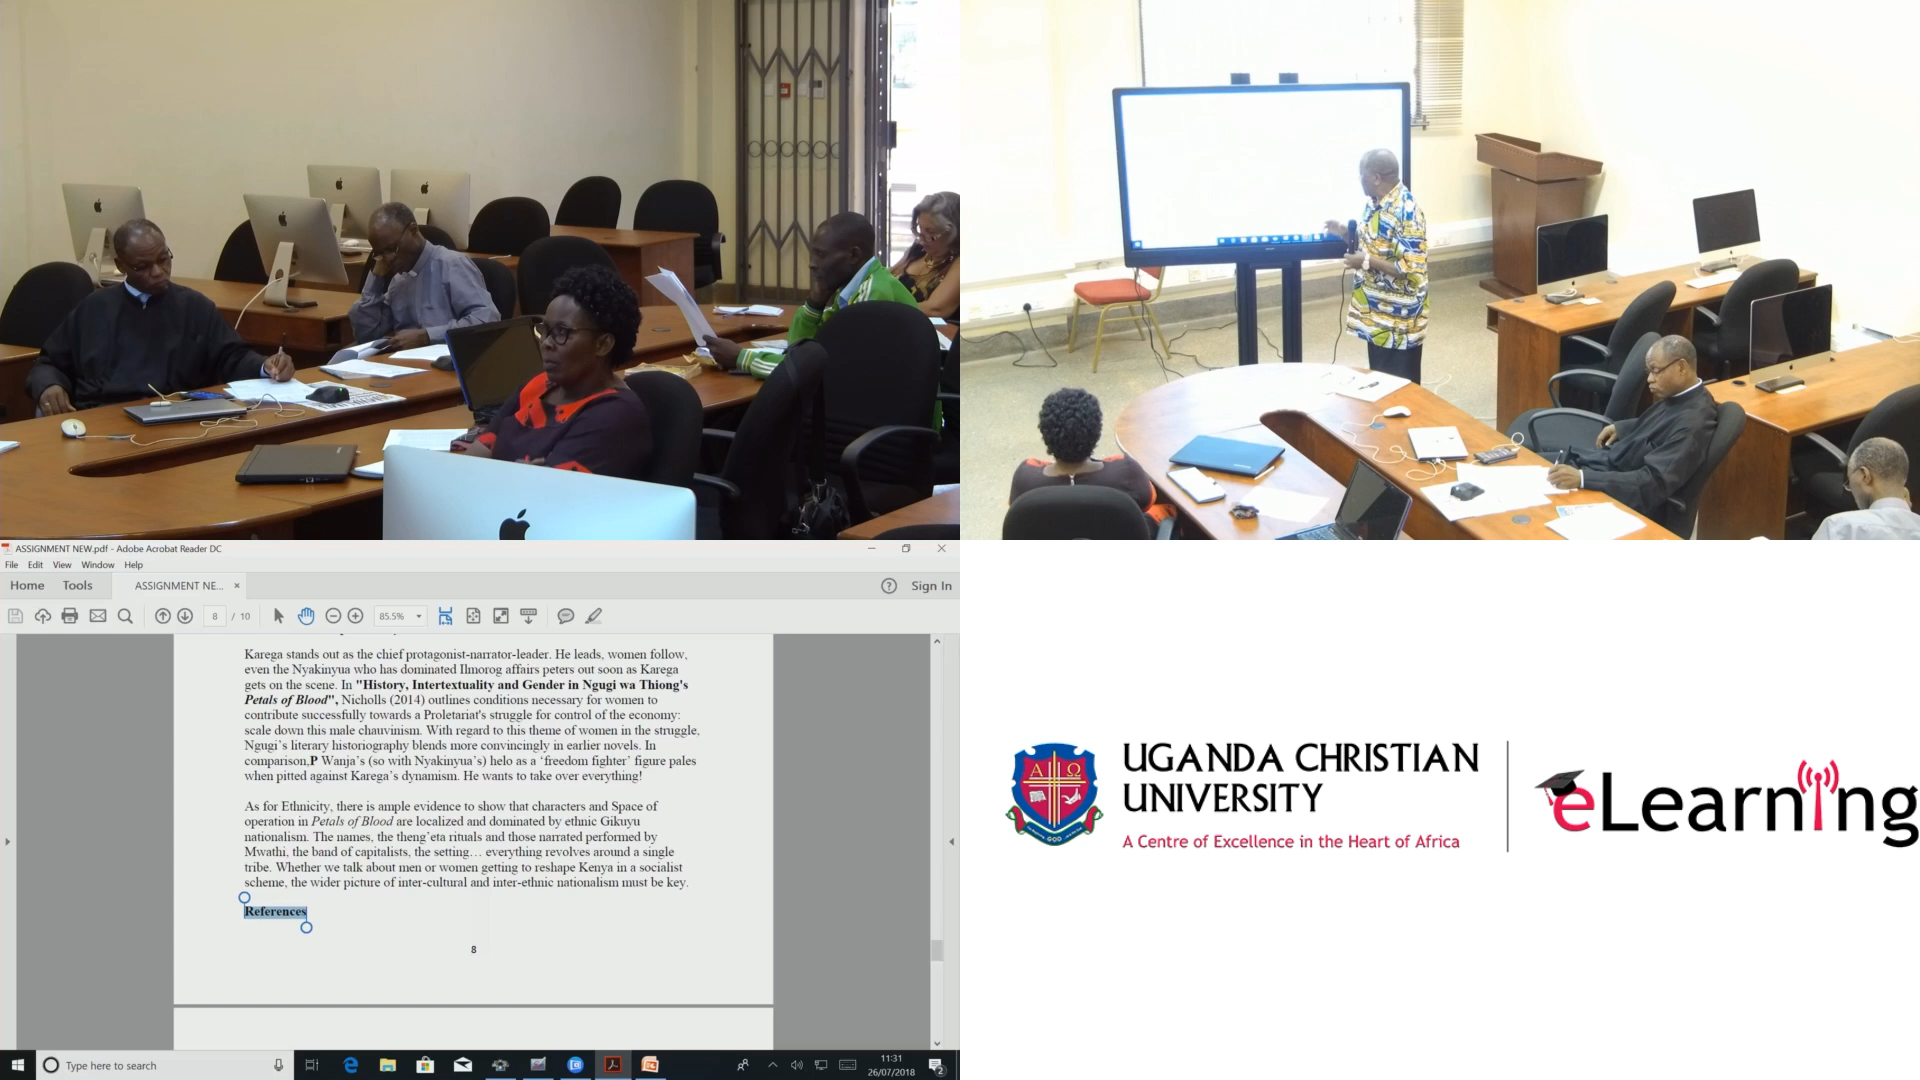 ASSIGNMENT NEW.pdf - Adobe Acrobat Reader DC
File Edit View Window Help
Home Tools ASSIGNMENT NE... × ? Sign In
8 / 10 85.5%
Karega stands out as the chief protagonist-narrator-leader. He leads, women follow,
even the Nyakinyua who has dominated Ilmorog affairs peters out soon as Karega
gets on the scene. In "History, Intertextuality and Gender in Ngugi wa Thiong's
Petals of Blood", Nicholls (2014) outlines conditions necessary for women to
contribute successfully towards a Proletariat's struggle for control of the economy:
scale down this male chauvinism. With regard to this theme of women in the struggle,
Ngugi's literary historiography blends more convincingly in earlier novels. In
comparison,P Wanja's (so with Nyakinyua's) helo as a 'freedom fighter' figure pales
when pitted against Karega's dynamism. He wants to take over everything!
As for Ethnicity, there is ample evidence to show that characters and Space of
operation in Petals of Blood are localized and dominated by ethnic Gikuyu
nationalism. The names, the theng'eta rituals and those narrated performed by
Mwathi, the band of capitalists, the setting… everything revolves around a single
tribe. Whether we talk about men or women getting to reshape Kenya in a socialist
scheme, the wider picture of inter-cultural and inter-ethnic nationalism must be key.
References
8
Type here to search
11:31
26/07/2018
2
A Ω
GOD
UGANDA CHRISTIAN
UNIVERSITY
A Centre of Excellence in the Heart of Africa
eLearning